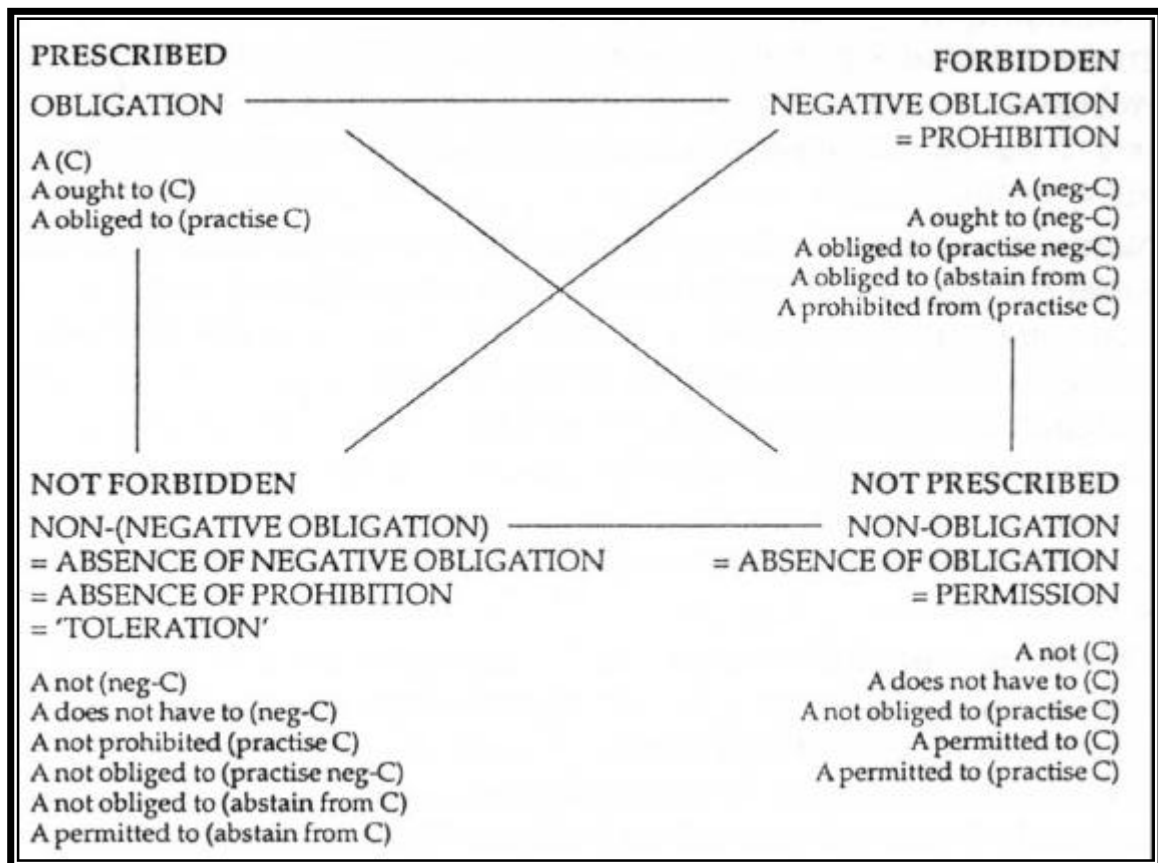 PRESCRIBED
OBLIGATION
A (C)
A ought to (C)
A obliged to (practise C)
FORBIDDEN
NEGATIVE OBLIGATION
= PROHIBITION
A (neg-C)
A ought to (neg-C)
A obliged to (practise neg-C)
A obliged to (abstain from C)
A prohibited from (practise C)
NOT FORBIDDEN
NON-(NEGATIVE OBLIGATION)
= ABSENCE OF NEGATIVE OBLIGATION
= ABSENCE OF PROHIBITION
= 'TOLERATION'
A not (neg-C)
A does not have to (neg-C)
A not prohibited (practise C)
A not obliged to (practise neg-C)
A not obliged to (abstain from C)
A permitted to (abstain from C)
NOT PRESCRIBED
NON-OBLIGATION
= ABSENCE OF OBLIGATION
= PERMISSION
A not (C)
A does not have to (C)
A not obliged to (practise C)
A permitted to (C)
A permitted to (practise C)